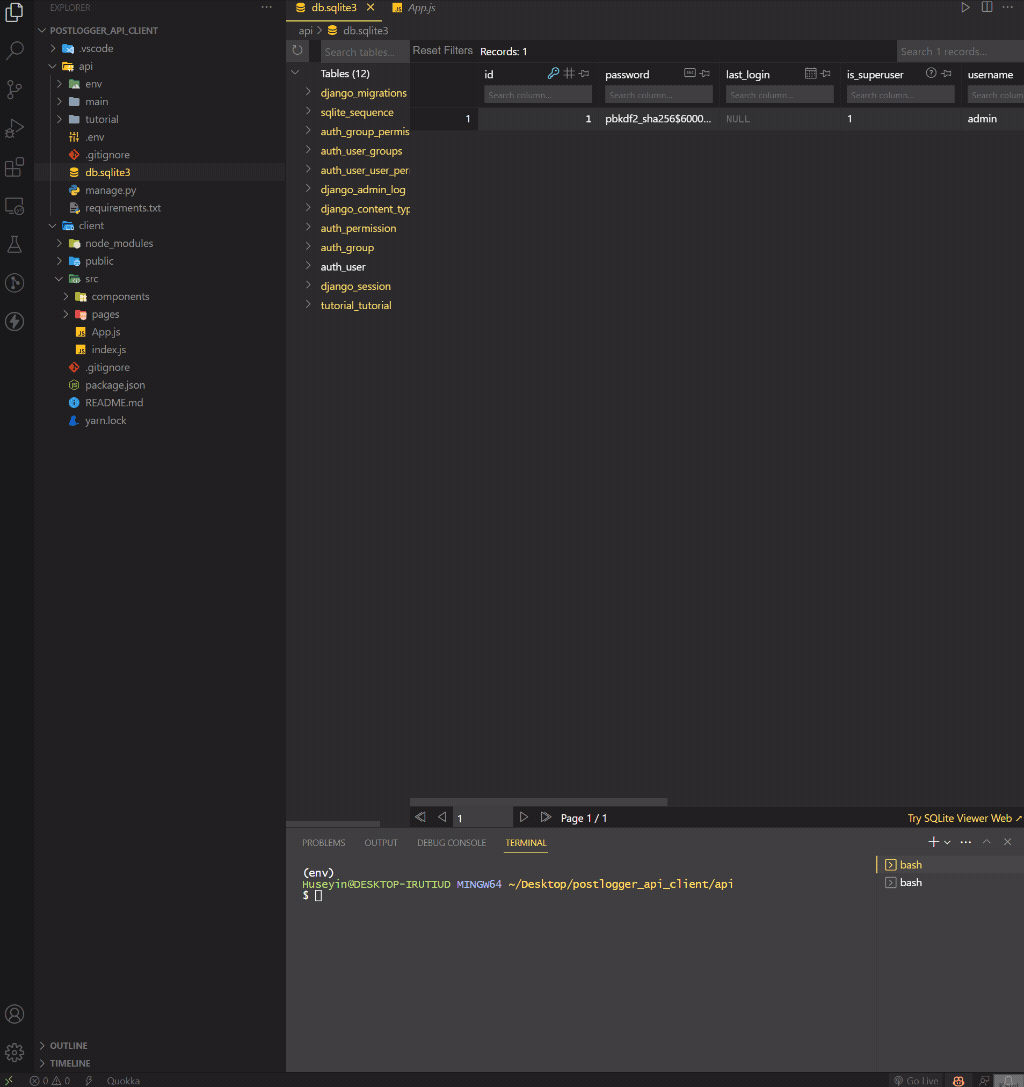 EXPLORER
POSTLOGGER_API_CLIENT
.vscode
api
env
main
tutorial
.env
.gitignore
db.sqlite3
manage.py
requirements.txt
client
node_modules
public
src
components
pages
App.js
index.js
.gitignore
package.json
README.md
yarn.lock
OUTLINE
TIMELINE
db.sqlite3
App.js
api > db.sqlite3
Search tables...
Reset Filters Records: 1
Search 1 records...
Tables (12)
django_migrations
sqlite_sequence
auth_group_permis
auth_user_groups
auth_user_user_per
django_admin_log
django_content_typ
auth_permission
auth_group
auth_user
django_session
tutorial_tutorial
id password last_login is_superuser username
Search column... Search column... Search column... Search column... Search column
1 1 pbkdf2_sha256$6000... NULL 1 admin
1 Page 1 / 1 Try SQLite Viewer Web
PROBLEMS OUTPUT DEBUG CONSOLE TERMINAL
(env)
Huseyin@DESKTOP-IRUTIUD MINGW64 ~/Desktop/postlogger_api_client/api
$
bash
bash
0 0 Quokka Go Live